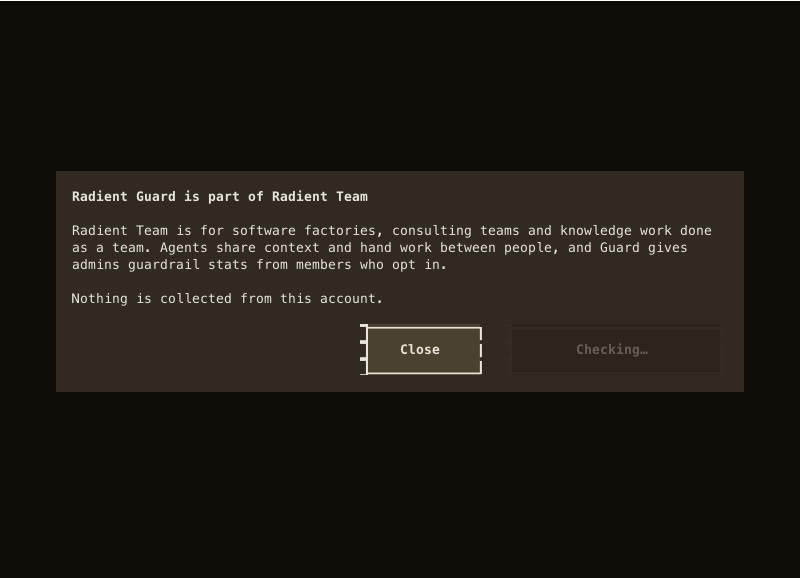 Radient Guard is part of Radient Team
Radient Team is for software factories, consulting teams and knowledge work done
as a team. Agents share context and hand work between people, and Guard gives
admins guardrail stats from members who opt in.
Nothing is collected from this account.
Close
Checking…